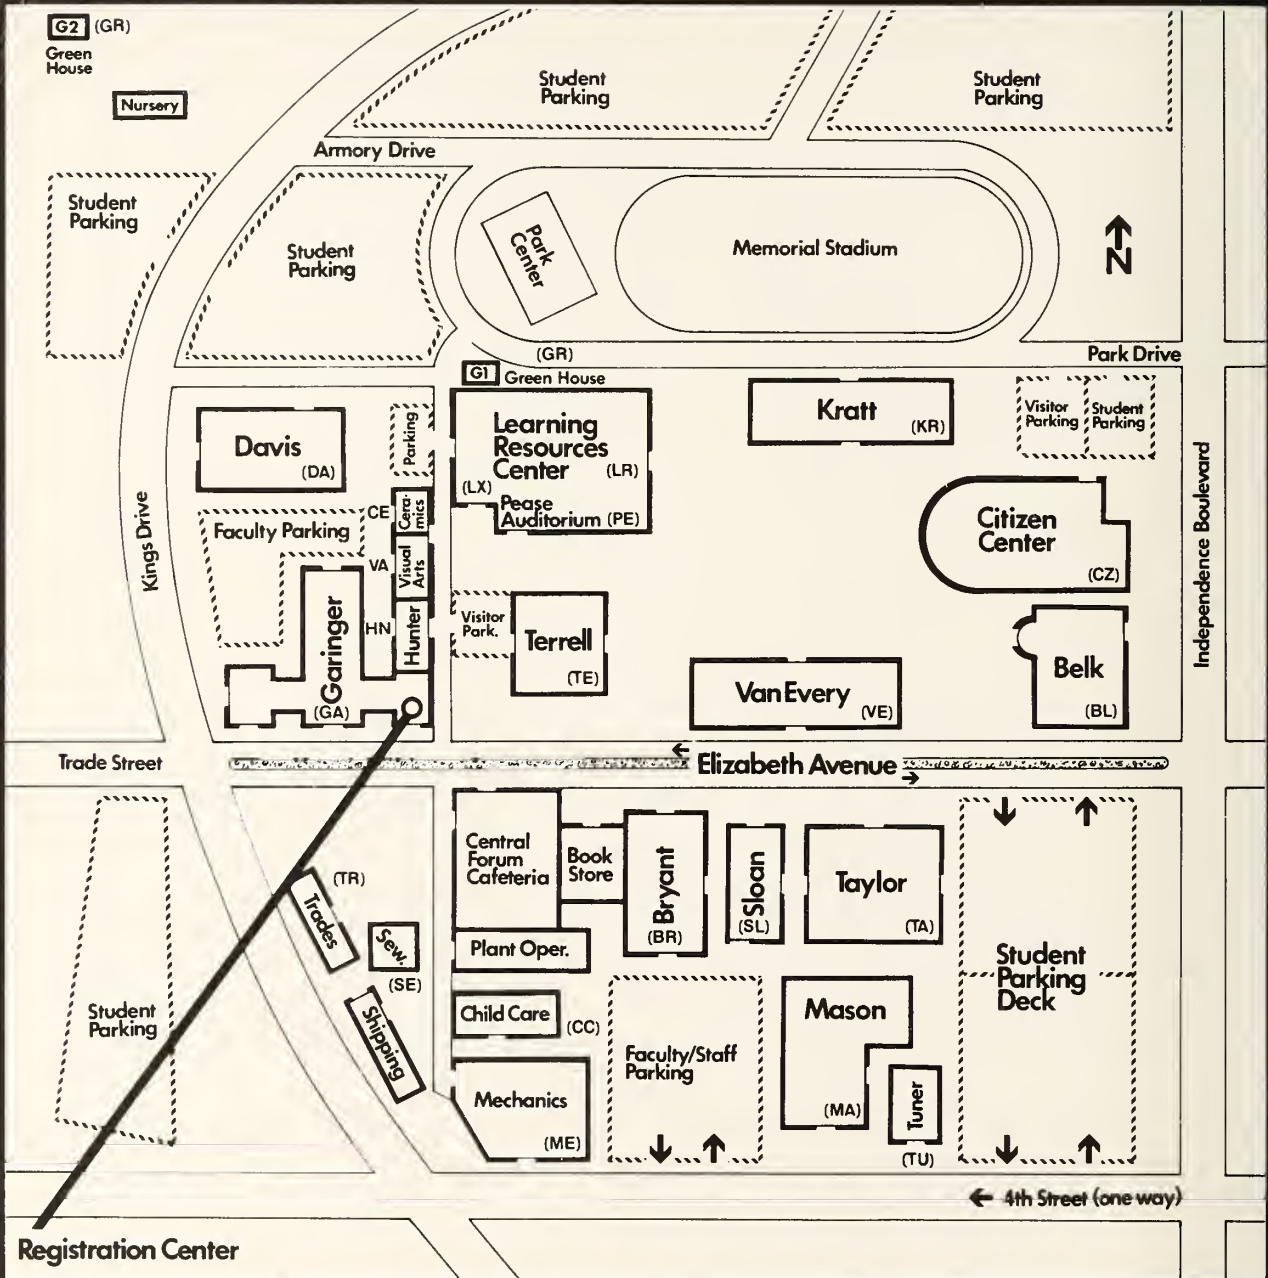 G2 (GR)
Green
House
Nursery
Student
Parking
Student
Parking
Armory Drive
Student
Parking
Student
Parking
Park
Center
Memorial Stadium
N
(GR)
G1 Green House
Park Drive
Davis
(DA)
Parking
Learning
Resources
Center (LR)
(LX)
Pease
Auditorium (PE)
Kratt
(KR)
Visitor
Parking
Student
Parking
Independence Boulevard
Kings Drive
Faculty Parking
CE
Cera-
mics
VA
Visual
Arts
HN
Hunter
Garinger
(GA)
Visitor
Park.
Terrell
(TE)
Citizen
Center
(CZ)
Van Every
(VE)
Belk
(BL)
Trade Street
Elizabeth Avenue
Central
Forum
Cafeteria
Book
Store
Bryant
(BR)
Sloan
(SL)
Taylor
(TA)
(TR)
Trades
Sew.
(SE)
Plant Oper.
Student
Parking
Deck
Student
Parking
Shipping
Child Care
(CC)
Faculty/Staff
Parking
Mason
(MA)
Mechanics
(ME)
Tuner
(TU)
4th Street (one way)
Registration Center